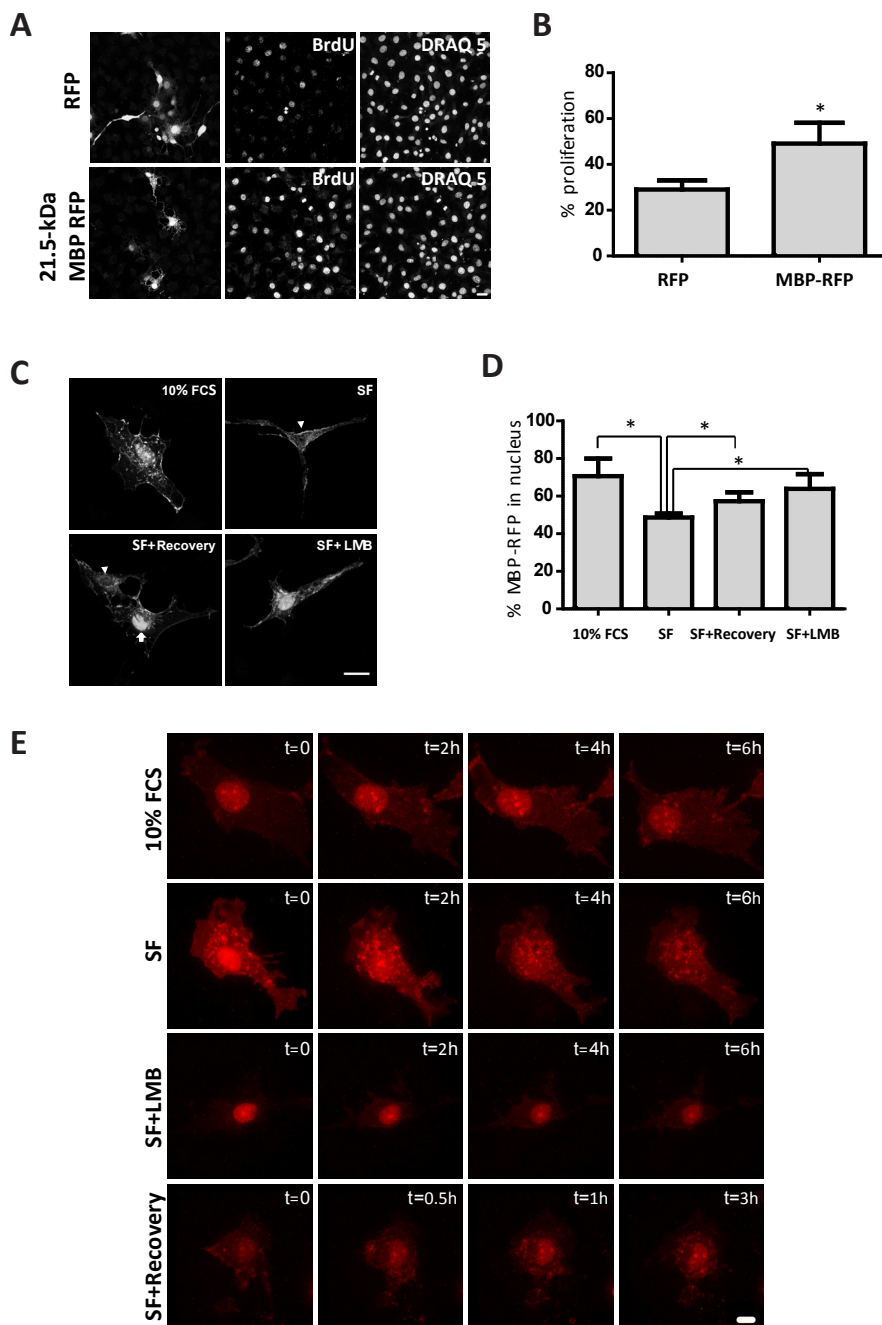 A
RFP
BrdU
DRAQ 5
21.5-kDa
MBP RFP
BrdU
DRAQ 5
B
% proliferation
80
60
40
20
0
*
RFP
MBP-RFP
C
10% FCS
SF
SF+Recovery
SF+ LMB
D
% MBP-RFP in nucleus
100
80
60
40
20
0
*
*
*
10% FCS
SF
SF+Recovery
SF+LMB
E
10% FCS
t=0
t=2h
t=4h
t=6h
SF
t=0
t=2h
t=4h
t=6h
SF+LMB
t=0
t=2h
t=4h
t=6h
SF+Recovery
t=0
t=0.5h
t=1h
t=3h